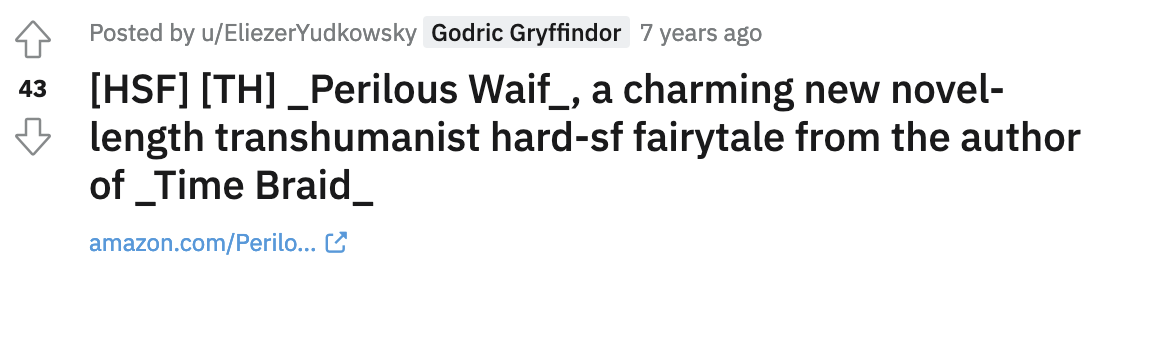 Posted by u/EliezerYudkowsky Godric Gryffindor 7 years ago
43
[HSF] [TH] _Perilous Waif_, a charming new novel-
length transhumanist hard-sf fairytale from the author
of _Time Braid_
amazon.com/Perilo...